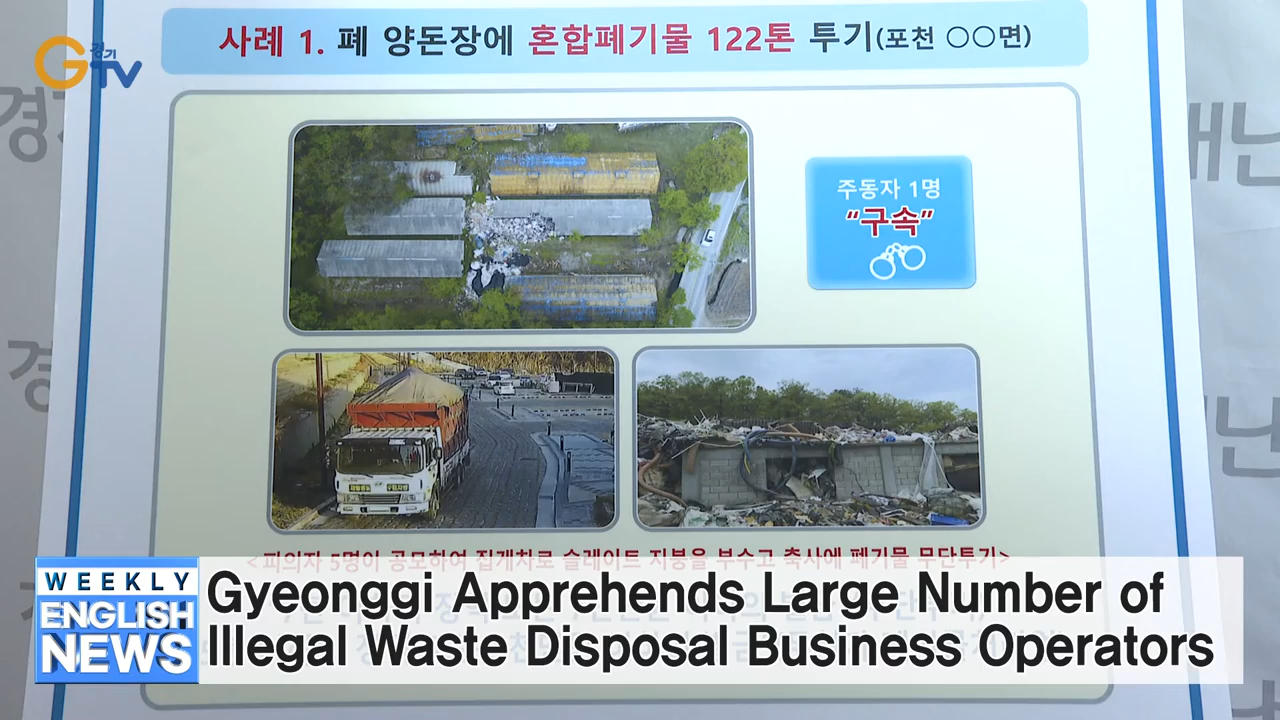 경기
GTV
사례 1. 폐 양돈장에 혼합폐기물 122톤 투기(포천 ○○면)
주동자 1명
“구속”
<피의자 5명이 공모하여 집게차로 슬레이트 지붕을 부수고 축사에 폐기물 무단투기>
WEEKLY
ENGLISH
NEWS
Gyeonggi Apprehends Large Number of
Illegal Waste Disposal Business Operators